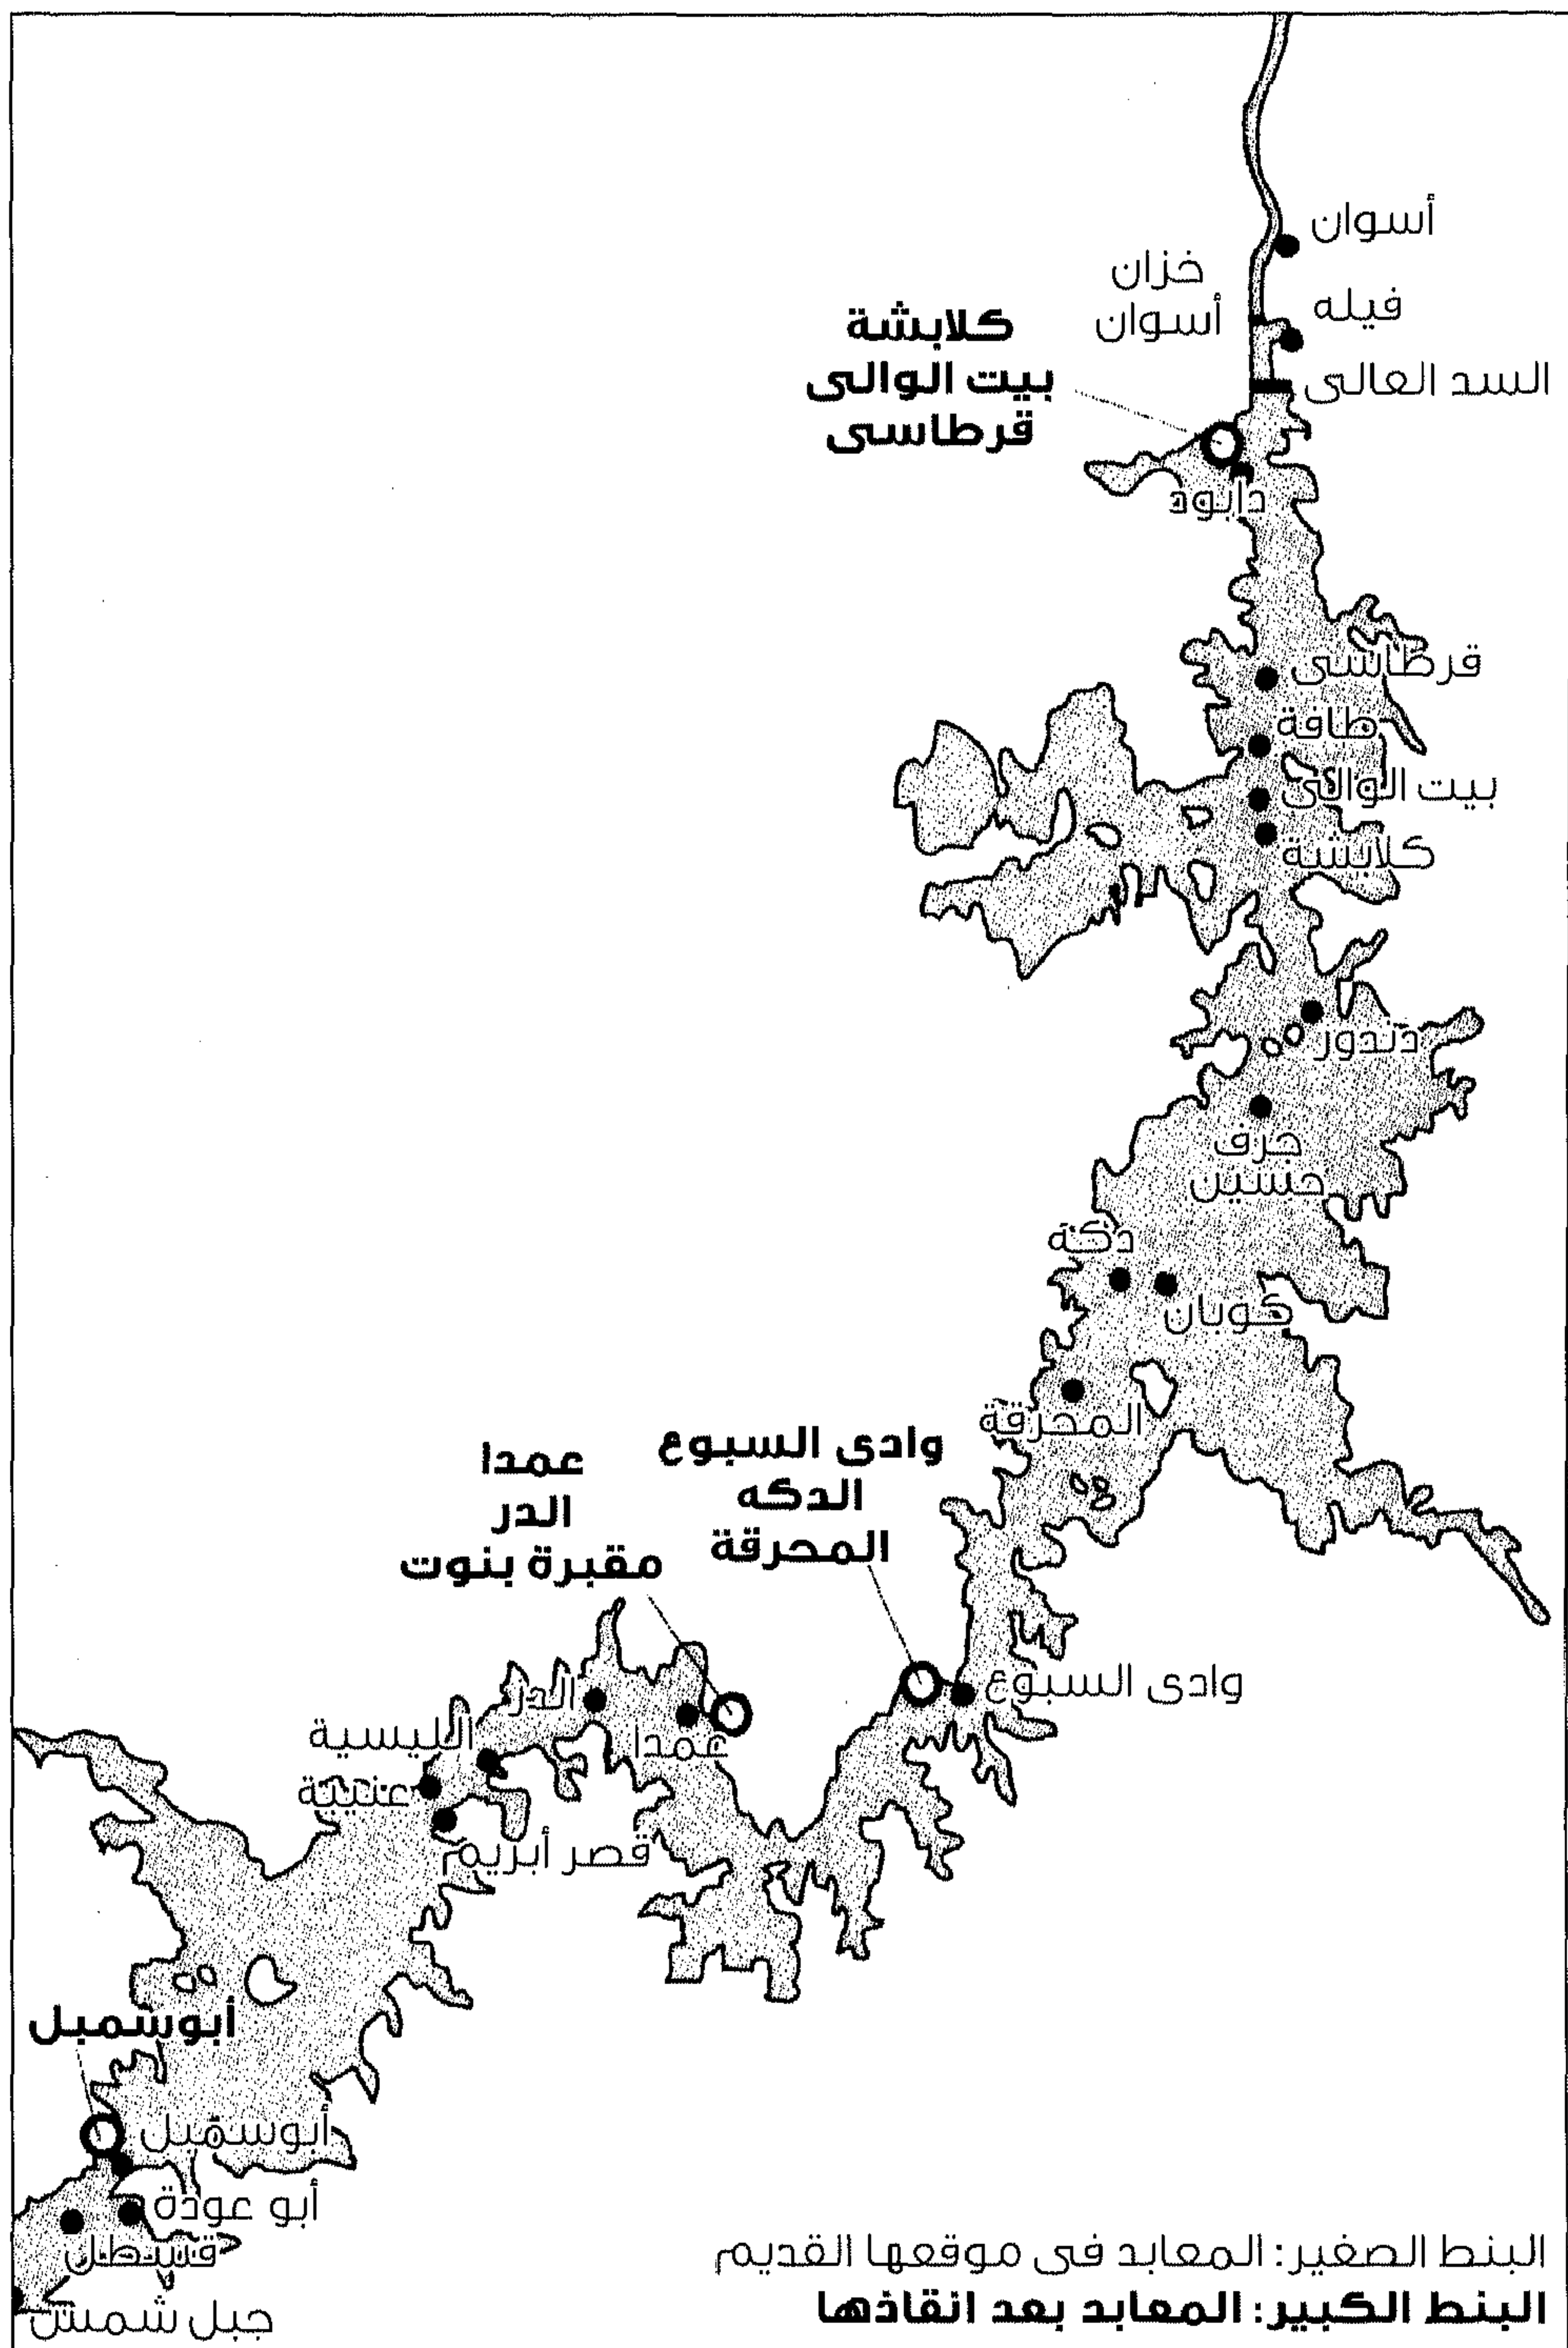 أسوان
خزان
أسوان
فيله
السد العالى
كلابشة
بيت الوالى
قرطاسى
دابود
قرطاسى
طافة
بيت الوالى
كلابشة
دندور
جرف
حسين
دكة
كوبان
المحرقة
وادى السبوع
الدكه
المحرقة
عمدا
الدر
مقبرة بنوت
وادى السبوع
الدر
عمدا
الليسية
عنيبة
قصر أبريم
أبوسمبل
أبوسمبل
أبو عودة
قسطل
جبل شمس
البنط الصغير: المعابد فى موقعها القديم
البنط الكبير: المعابد بعد انقاذها